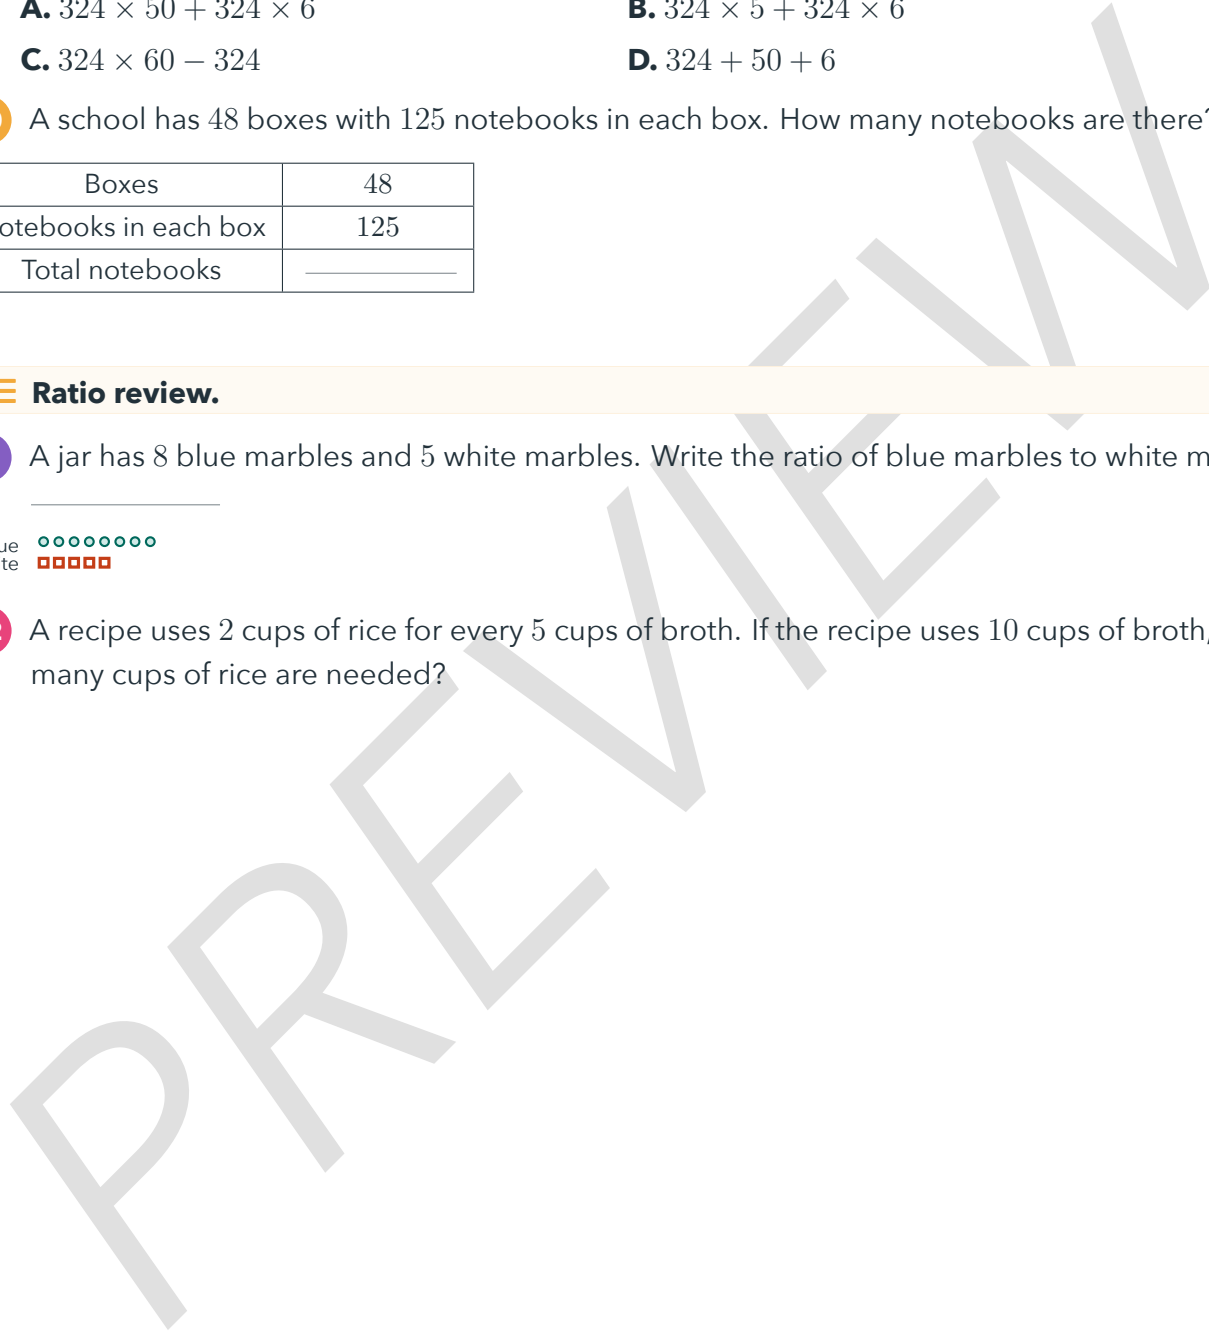 A. 324 × 50 + 324 × 6 B. 324 × 5 + 324 × 6
C. 324 × 60 − 324 D. 324 + 50 + 6
A school has 48 boxes with 125 notebooks in each box. How many notebooks are there?
Boxes 48
otebooks in each box 125
Total notebooks
Ratio review.
A jar has 8 blue marbles and 5 white marbles. Write the ratio of blue marbles to white m
ue
te
A recipe uses 2 cups of rice for every 5 cups of broth. If the recipe uses 10 cups of broth,
many cups of rice are needed?
PREVIEW